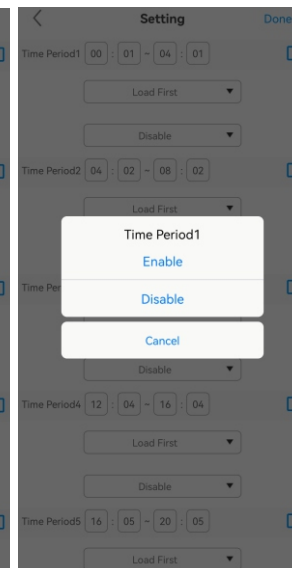 Setting Done
Time Period1 00 : 01 ~ 04 : 01
Load First
Disable
Time Period2 04 : 02 ~ 08 : 02
Load First
Time Period1
Enable
Time Per
Disable
Cancel
Disable
Time Period4 12 : 04 ~ 16 : 04
Load First
Disable
Time Period5 16 : 05 ~ 20 : 05
Load First